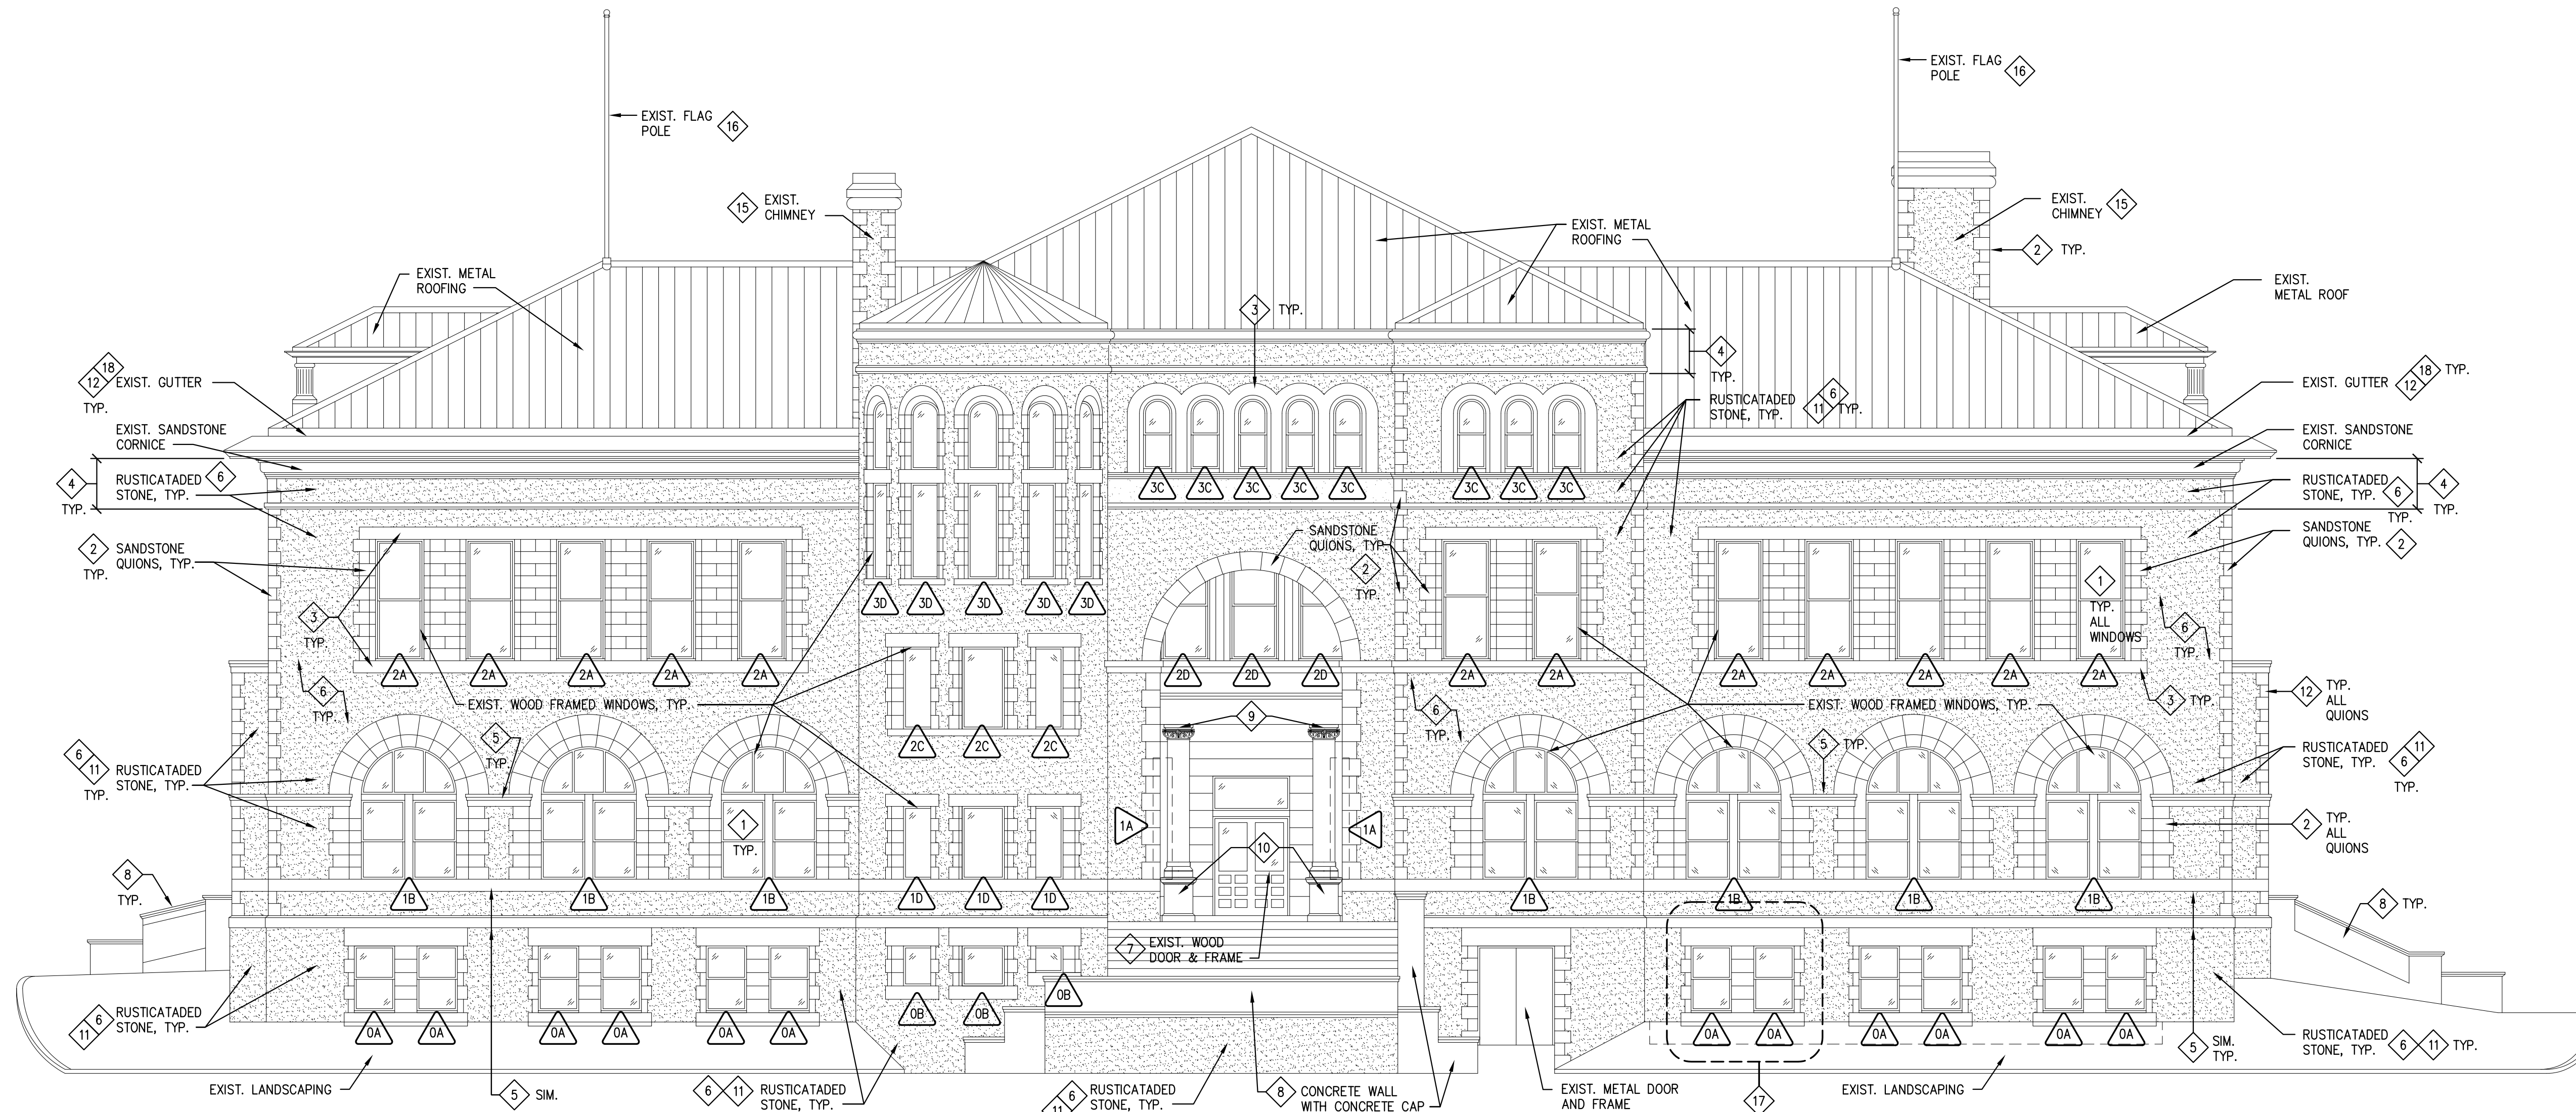 EXIST. FLAG
POLE
16
EXIST. FLAG
POLE
16
15
EXIST.
CHIMNEY
EXIST.
CHIMNEY
15
2 TYP.
EXIST. METAL
ROOFING
EXIST. METAL
ROOFING
EXIST.
METAL ROOF
3 TYP.
4
TYP.
18
12 EXIST. GUTTER
TYP.
EXIST. GUTTER 12 18 TYP.
RUSTICATADED
STONE, TYP.
11 6 TYP.
EXIST. SANDSTONE
CORNICE
EXIST. SANDSTONE
CORNICE
4
TYP.
RUSTICATADED
STONE, TYP.
6
RUSTICATADED
STONE, TYP.
6
TYP.
4
TYP.
3C 3C 3C 3C 3C 3C 3C 3C
2
TYP.
SANDSTONE
QUIONS, TYP.
SANDSTONE
QUIONS, TYP.
2
TYP.
SANDSTONE
QUIONS, TYP.
2
1
TYP.
ALL
WINDOWS
3D 3D 3D 3D 3D
3
TYP.
6
TYP.
6
TYP.
2A 2A 2A 2A 2A
2D 2D 2D
2A 2A
2A 2A 2A 2A 2A
EXIST. WOOD FRAMED WINDOWS, TYP.
EXIST. WOOD FRAMED WINDOWS, TYP.
3 TYP.
12
TYP.
ALL
QUIONS
6
TYP.
9
5
TYP.
5 TYP.
2C 2C 2C
6
11
TYP.
RUSTICATADED
STONE, TYP.
RUSTICATADED
STONE, TYP.
11
6
TYP.
1
TYP.
1A 1A
2
TYP.
ALL
QUIONS
10
8
TYP.
8 TYP.
1B 1B 1B 1D 1D 1D 1B 1B 1B 1B
7
EXIST. WOOD
DOOR & FRAME
0B 0B 0B
0A 0A 0A 0A 0A 0A
0A 0A 0A 0A 0A 0A
6
11
RUSTICATADED
STONE, TYP.
RUSTICATADED
STONE, TYP.
6 11 TYP.
5
SIM.
TYP.
EXIST. LANDSCAPING
5 SIM.
6 11
RUSTICATADED
STONE, TYP.
6
11
RUSTICATADED
STONE, TYP.
8
CONCRETE WALL
WITH CONCRETE CAP
EXIST. METAL DOOR
AND FRAME
17
EXIST. LANDSCAPING